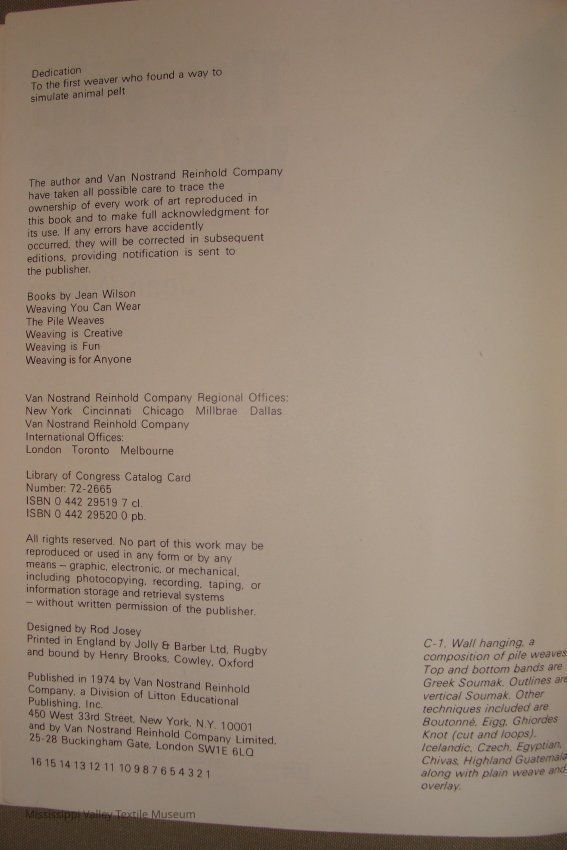 Dedication
To the first weaver who found a way to
simulate animal pelt
The author and Van Nostrand Reinhold Company
have taken all possible care to trace the
ownership of every work of art reproduced in
this book and to make full acknowledgment for
its use. If any errors have accidently
occurred, they will be corrected in subsequent
editions, providing notification is sent to
the publisher.
Books by Jean Wilson
Weaving You Can Wear
The Pile Weaves
Weaving is Creative
Weaving is Fun
Weaving is for Anyone
Van Nostrand Reinhold Company Regional Offices:
New York Cincinnati Chicago Millbrae Dallas
Van Nostrand Reinhold Company
International Offices:
London Toronto Melbourne
Library of Congress Catalog Card
Number: 72-2665
ISBN 0 442 29519 7 cl.
ISBN 0 442 29520 0 pb.
All rights reserved. No part of this work may be
reproduced or used in any form or by any
means – graphic, electronic, or mechanical,
including photocopying, recording, taping, or
information storage and retrieval systems
– without written permission of the publisher.
Designed by Rod Josey
Printed in England by Jolly & Barber Ltd, Rugby
and bound by Henry Brooks, Cowley, Oxford
Published in 1974 by Van Nostrand Reinhold
Company, a Division of Litton Educational
Publishing, Inc.
450 West 33rd Street, New York, N.Y. 10001
and by Van Nostrand Reinhold Company Limited,
25-28 Buckingham Gate, London SW1E 6LQ
16 15 14 13 12 11 10 9 8 7 6 5 4 3 2 1
C-1. Wall hanging, a
composition of pile weaves.
Top and bottom bands are
Greek Soumak. Outlines are
vertical Soumak. Other
techniques included are
Boutonné, Eigg, Ghiordes
Knot (cut and loops),
Icelandic, Czech, Egyptian,
Chivas, Highland Guatemala
along with plain weave and
overlay.
Mississippi Valley Textile Museum